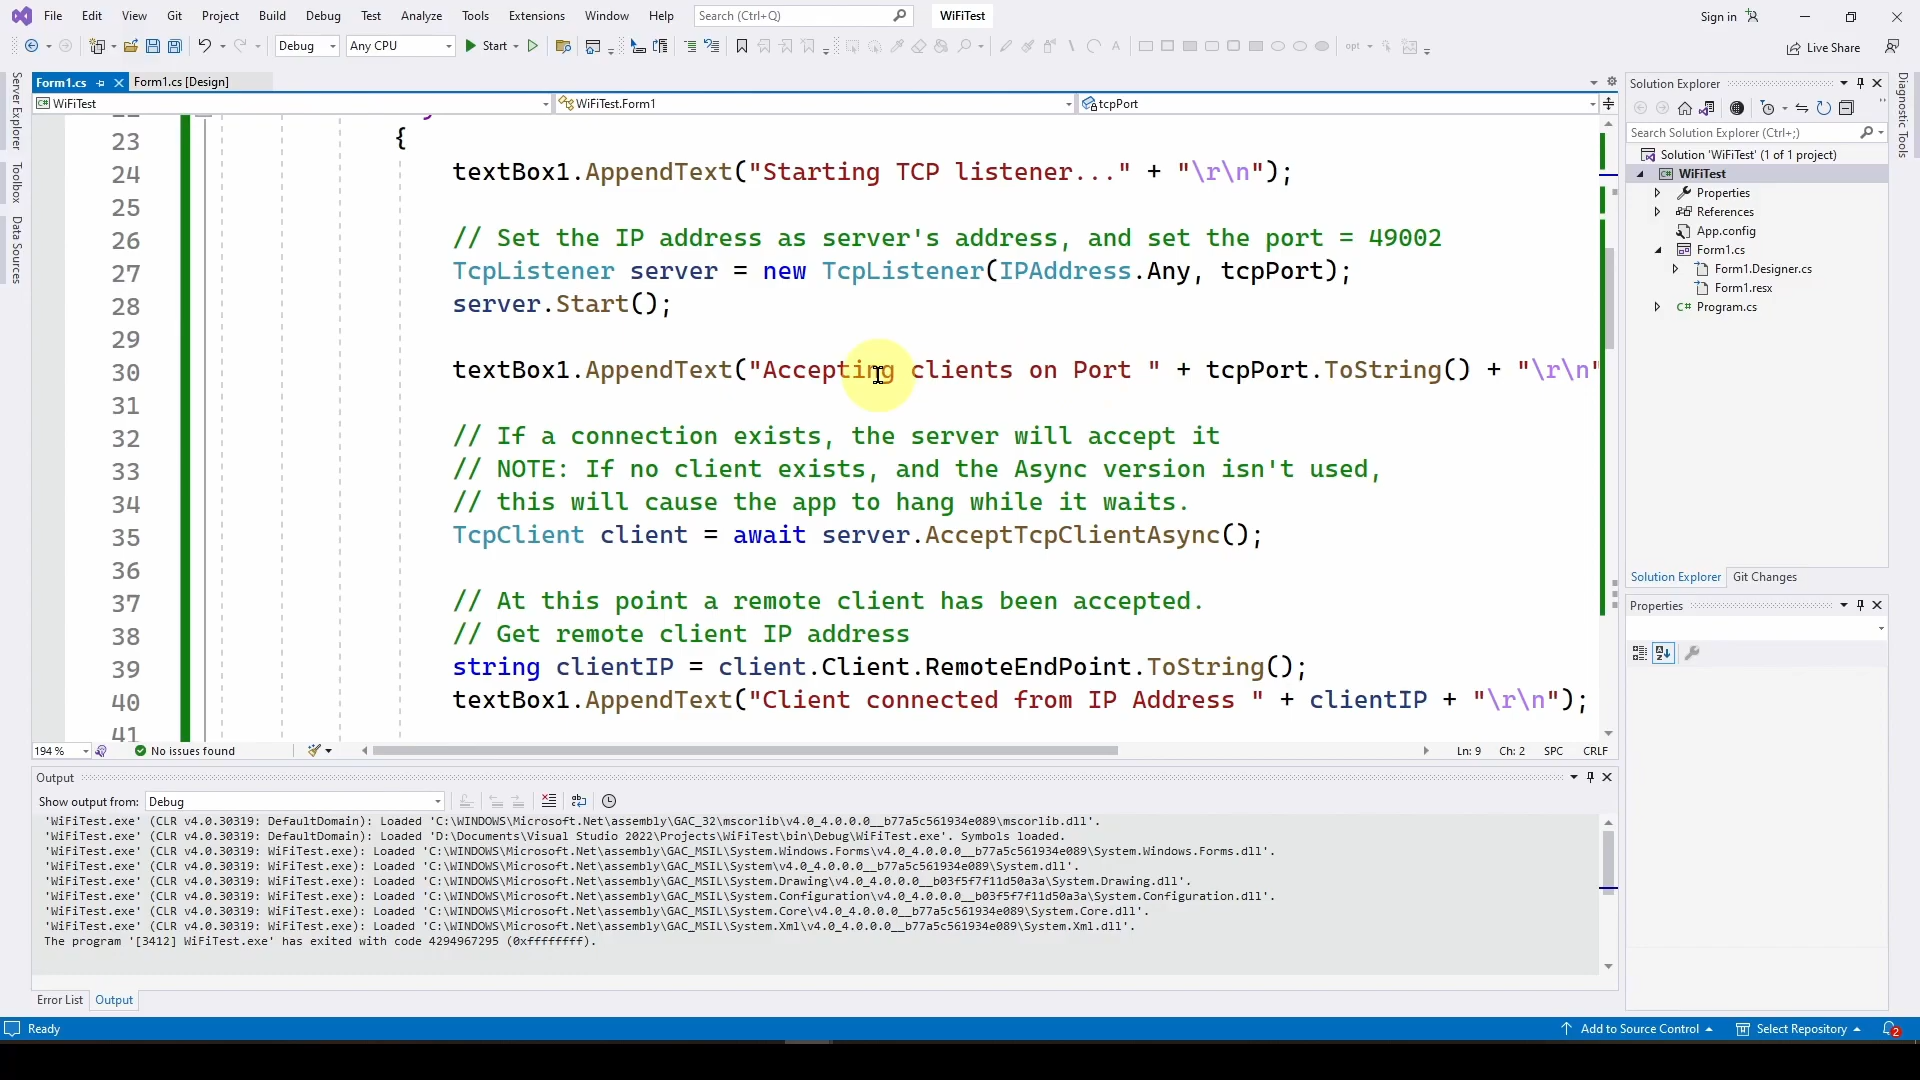 File Edit View Git Project Build Debug Test Analyze Tools Extensions Window Help Search (Ctrl+Q) WiFiTest Sign in
Debug Any CPU Start opt Live Share
Server Explorer
Toolbox
Data Sources
Form1.cs Form1.cs [Design]
C# WiFiTest WiFiTest.Form1 tcpPort
23 {
24 textBox1.AppendText("Starting TCP listener..." + "\r\n");
25
26 // Set the IP address as server's address, and set the port = 49002
27 TcpListener server = new TcpListener(IPAddress.Any, tcpPort);
28 server.Start();
29
30 textBox1.AppendText("Accepting clients on Port " + tcpPort.ToString() + "\r\n"
31
32 // If a connection exists, the server will accept it
33 // NOTE: If no client exists, and the Async version isn't used,
34 // this will cause the app to hang while it waits.
35 TcpClient client = await server.AcceptTcpClientAsync();
36
37 // At this point a remote client has been accepted.
38 // Get remote client IP address
39 string clientIP = client.Client.RemoteEndPoint.ToString();
40 textBox1.AppendText("Client connected from IP Address " + clientIP + "\r\n");
41
194 % No issues found Ln: 9 Ch: 2 SPC CRLF
Output
Show output from: Debug
'WiFiTest.exe' (CLR v4.0.30319: DefaultDomain): Loaded 'C:\WINDOWS\Microsoft.Net\assembly\GAC_32\mscorlib\v4.0_4.0.0.0__b77a5c561934e089\mscorlib.dll'.
'WiFiTest.exe' (CLR v4.0.30319: DefaultDomain): Loaded 'D:\Documents\Visual Studio 2022\Projects\WiFiTest\bin\Debug\WiFiTest.exe'. Symbols loaded.
'WiFiTest.exe' (CLR v4.0.30319: WiFiTest.exe): Loaded 'C:\WINDOWS\Microsoft.Net\assembly\GAC_MSIL\System.Windows.Forms\v4.0_4.0.0.0__b77a5c561934e089\System.Windows.Forms.dll'.
'WiFiTest.exe' (CLR v4.0.30319: WiFiTest.exe): Loaded 'C:\WINDOWS\Microsoft.Net\assembly\GAC_MSIL\System\v4.0_4.0.0.0__b77a5c561934e089\System.dll'.
'WiFiTest.exe' (CLR v4.0.30319: WiFiTest.exe): Loaded 'C:\WINDOWS\Microsoft.Net\assembly\GAC_MSIL\System.Drawing\v4.0_4.0.0.0__b03f5f7f11d50a3a\System.Drawing.dll'.
'WiFiTest.exe' (CLR v4.0.30319: WiFiTest.exe): Loaded 'C:\WINDOWS\Microsoft.Net\assembly\GAC_MSIL\System.Configuration\v4.0_4.0.0.0__b03f5f7f11d50a3a\System.Configuration.dll'.
'WiFiTest.exe' (CLR v4.0.30319: WiFiTest.exe): Loaded 'C:\WINDOWS\Microsoft.Net\assembly\GAC_MSIL\System.Core\v4.0_4.0.0.0__b77a5c561934e089\System.Core.dll'.
'WiFiTest.exe' (CLR v4.0.30319: WiFiTest.exe): Loaded 'C:\WINDOWS\Microsoft.Net\assembly\GAC_MSIL\System.Xml\v4.0_4.0.0.0__b77a5c561934e089\System.Xml.dll'.
The program '[3412] WiFiTest.exe' has exited with code 4294967295 (0xffffffff).
Error List Output
Solution Explorer
Search Solution Explorer (Ctrl+;)
Solution 'WiFiTest' (1 of 1 project)
C# WiFiTest
Properties
References
App.config
Form1.cs
Form1.Designer.cs
Form1.resx
C# Program.cs
Solution Explorer Git Changes
Properties
Diagnostic Tools
Ready Add to Source Control Select Repository 2